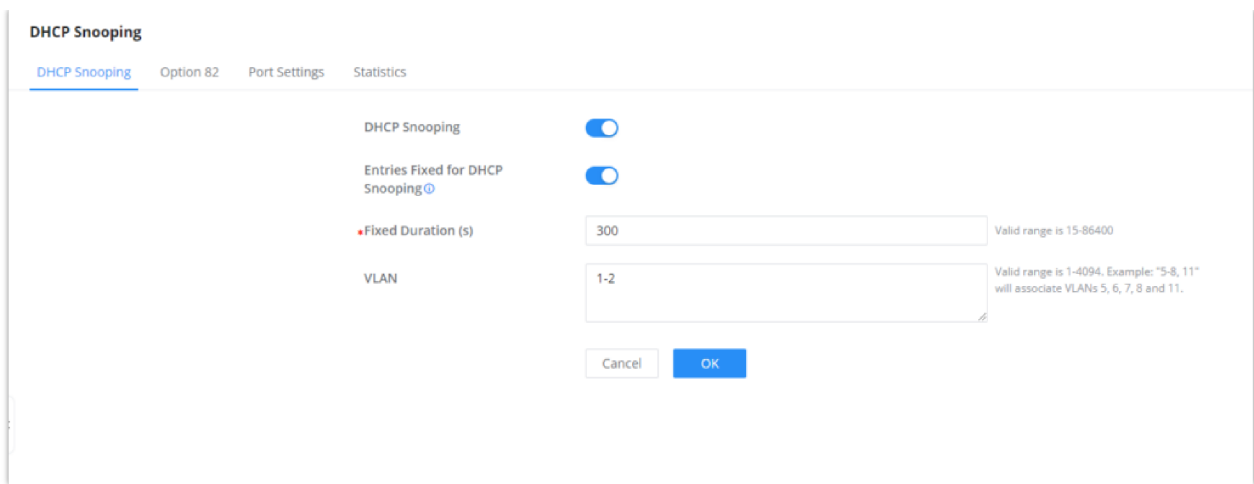 DHCP Snooping
DHCP Snooping Option 82 Port Settings Statistics
DHCP Snooping
Entries Fixed for DHCP
Snooping
*Fixed Duration (s) 300 Valid range is 15-86400
VLAN 1-2 Valid range is 1-4094. Example: "5-8, 11"
will associate VLANs 5, 6, 7, 8 and 11.
Cancel OK